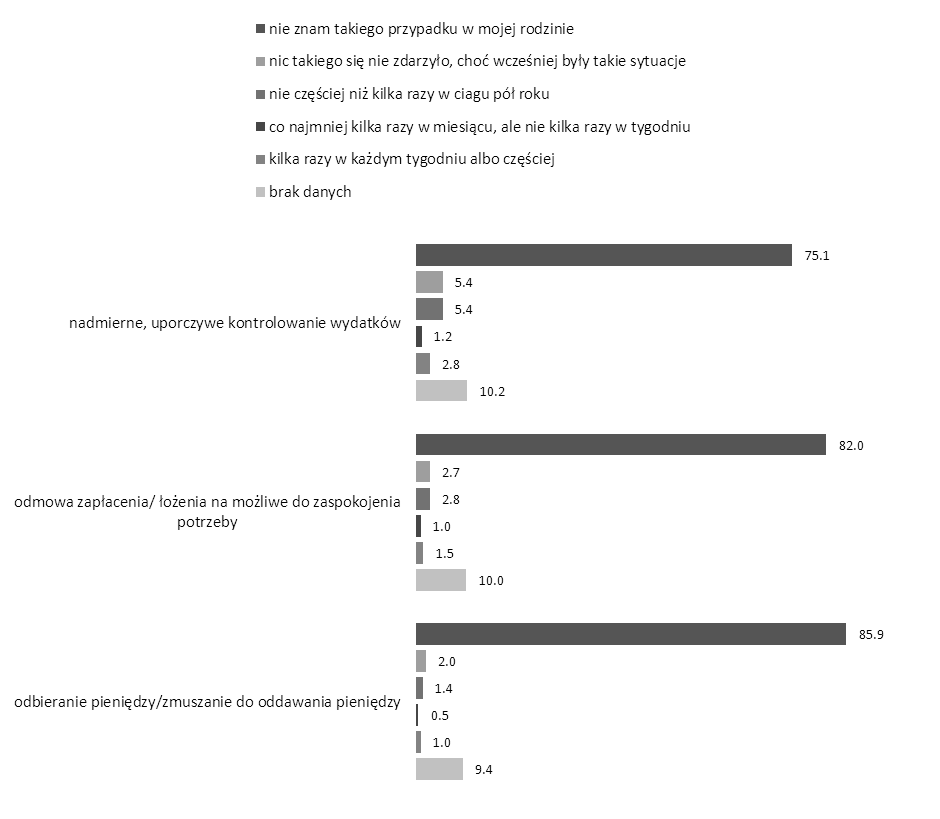 nie znam takiego przypadku w mojej rodzinie
nic takiego się nie zdarzyło, choć wcześniej były takie sytuacje
nie częściej niż kilka razy w ciagu pół roku
co najmniej kilka razy w miesiącu, ale nie kilka razy w tygodniu
kilka razy w każdym tygodniu albo częściej
brak danych
75.1
5.4
5.4
nadmierne, uporczywe kontrolowanie wydatków
1.2
2.8
10.2
82.0
2.7
2.8
odmowa zapłacenia/ łożenia na możliwe do zaspokojenia
potrzeby
1.0
1.5
10.0
85.9
2.0
1.4
odbieranie pieniędzy/zmuszanie do oddawania pieniędzy
0.5
1.0
9.4